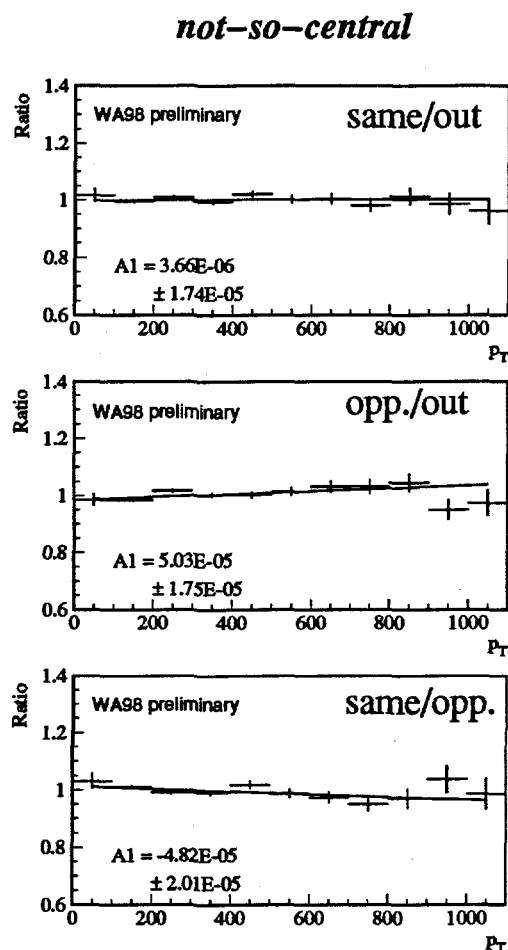 not-so-central
1.4
1.2
1
0.8
0.6
Ratio
WA98 preliminary
same/out
A1 = 3.66E-06
± 1.74E-05
0 200 400 600 800 1000
pT
1.4
1.2
1
0.8
0.6
Ratio
WA98 preliminary
opp./out
A1 = 5.03E-05
± 1.75E-05
0 200 400 600 800 1000
pT
1.4
1.2
1
0.8
0.6
Ratio
WA98 preliminary
same/opp.
A1 = -4.82E-05
± 2.01E-05
0 200 400 600 800 1000
pT